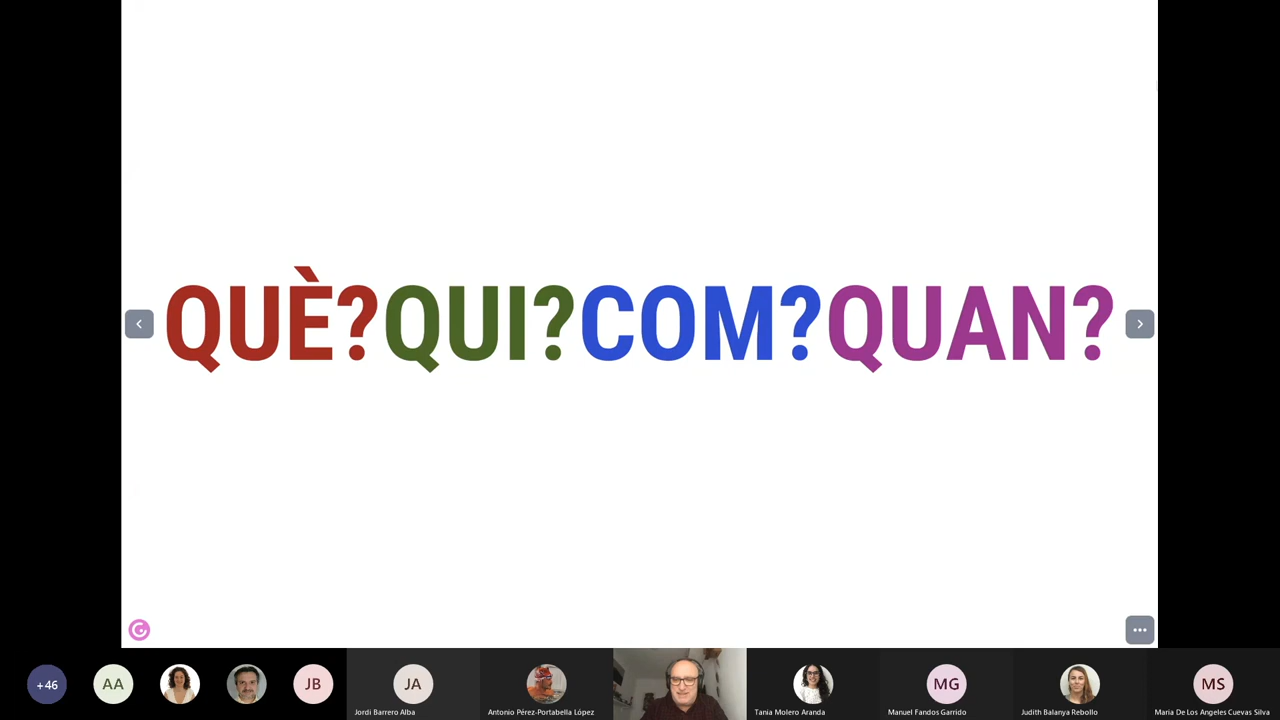 QUÈ?QUI?COM?QUAN?
+46
AA
JB
JA
MG
MS
Jordi Barrero Alba
Antonio Pérez-Portabella López
Tania Molero Aranda
Manuel Fandos Garrido
Judith Balanya Rebollo
Maria De Los Angeles Cuevas Silva